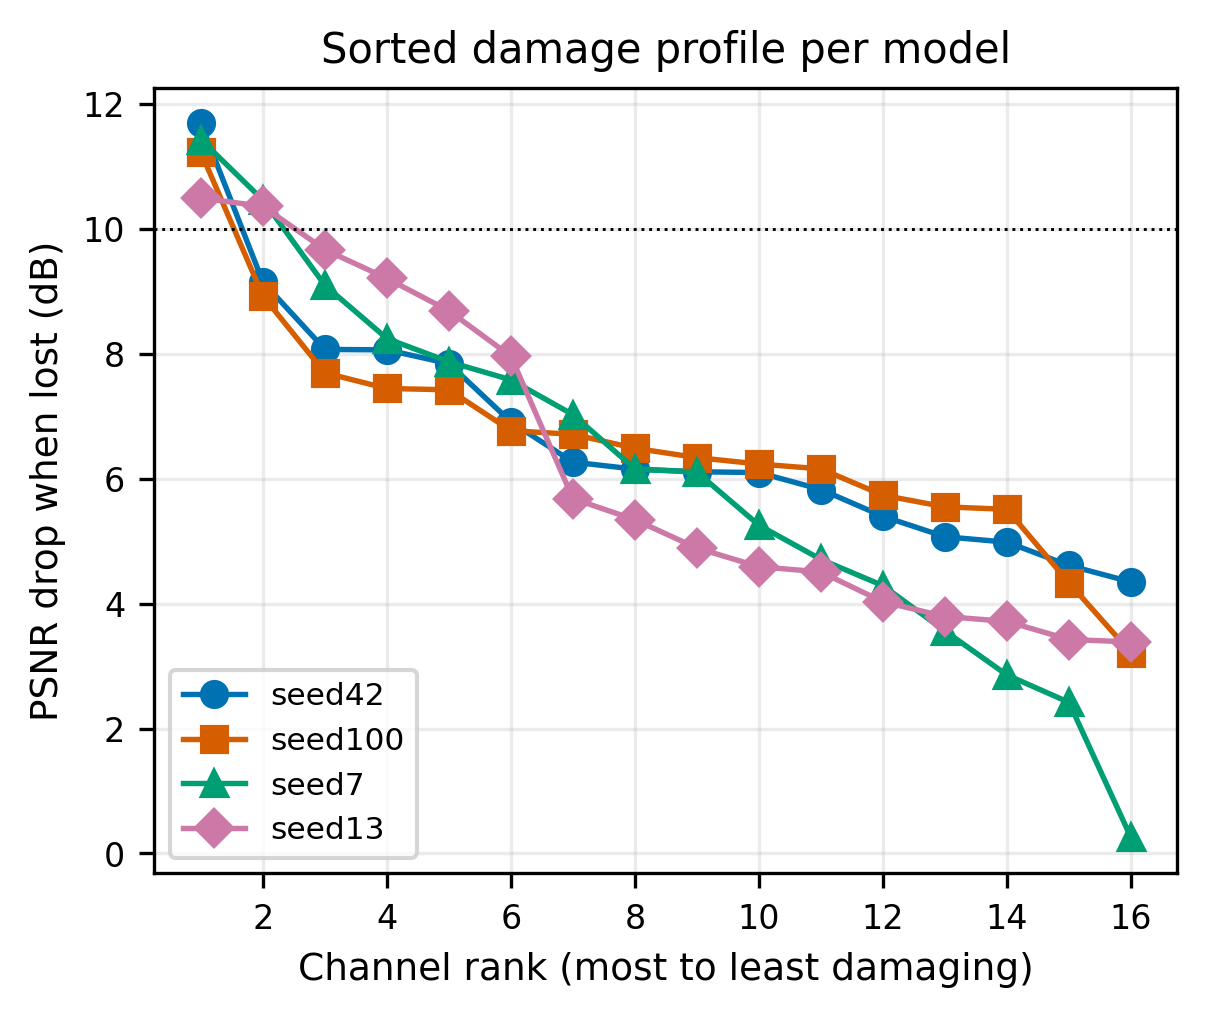 Sorted damage profile per model
PSNR drop when lost (dB)
12
10
8
6
4
2
0
seed42
seed100
seed7
seed13
2 4 6 8 10 12 14 16
Channel rank (most to least damaging)